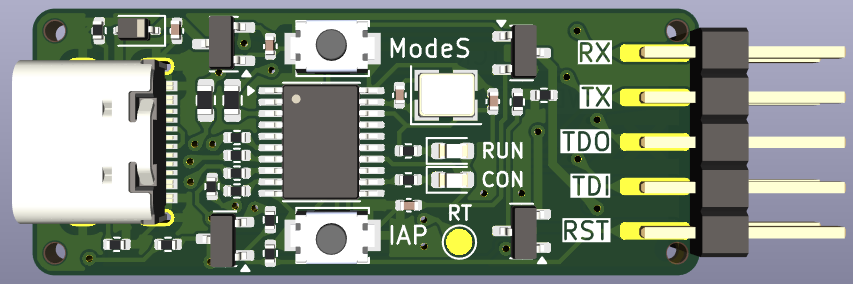 ModeS
RX
TX
TDO
RUN
CON
TDI
RT
IAP
RST